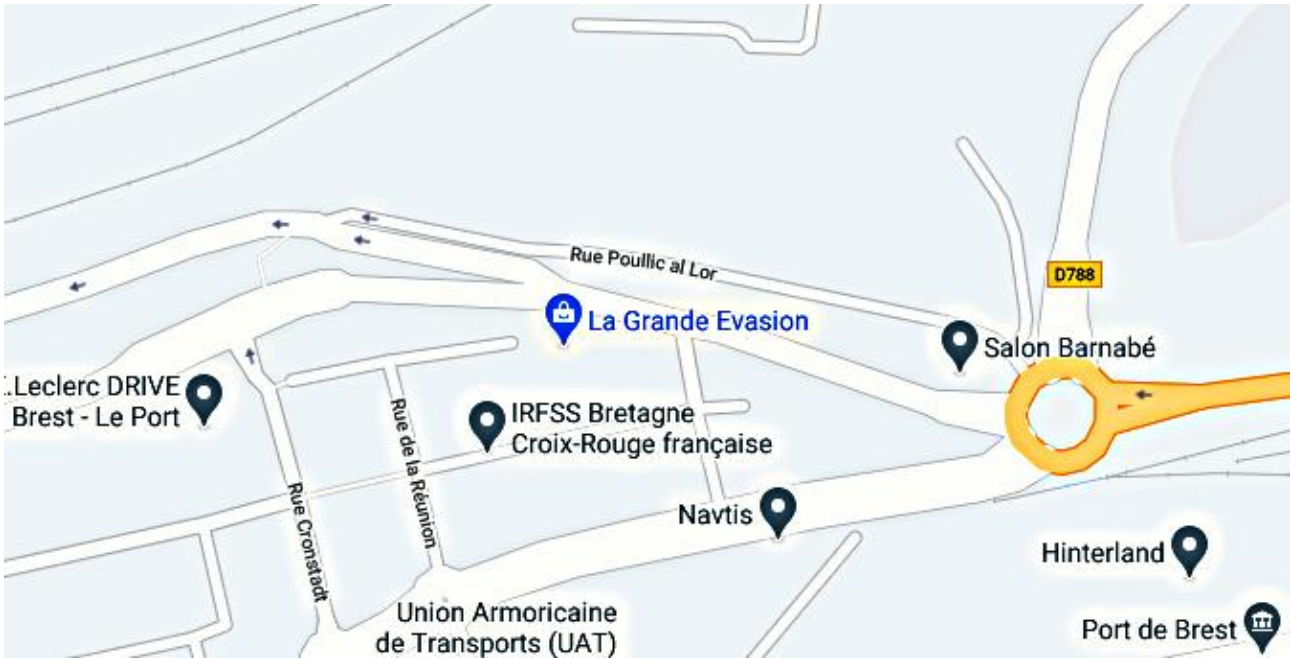 Rue Poullic al Lor
D788
La Grande Evasion
Salon Barnabé
.Leclerc DRIVE
Brest - Le Port
IRFSS Bretagne
Croix-Rouge française
Rue de la Réunion
Rue Cronstadt
Navtis
Hinterland
Union Armoricaine
de Transports (UAT)
Port de Brest